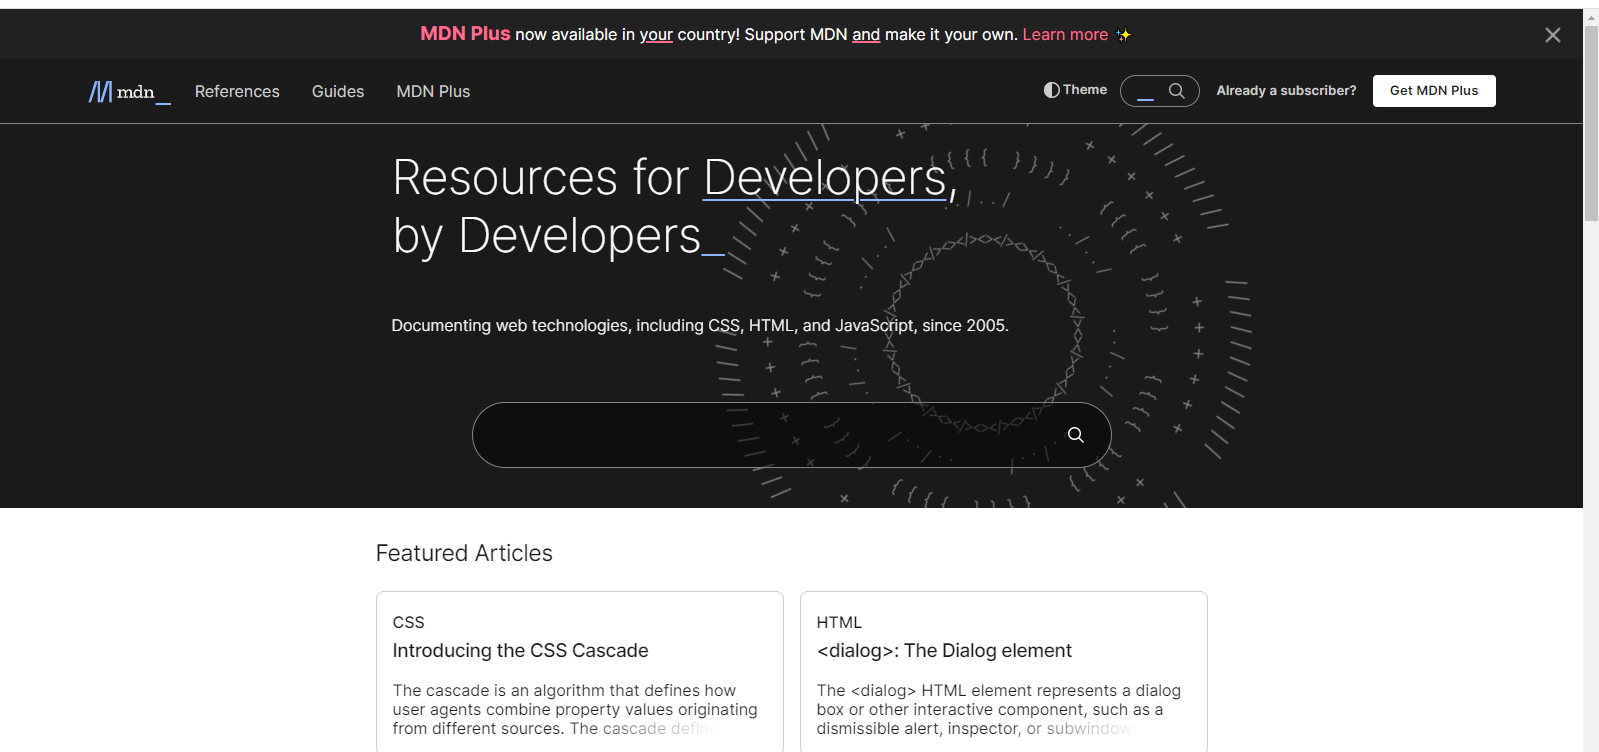 MDN Plus now available in your country! Support MDN and make it your own. Learn more ✨
mdn_
References
Guides
MDN Plus
Theme
Already a subscriber?
Get MDN Plus
Resources for Developers,
by Developers_
Documenting web technologies, including CSS, HTML, and JavaScript, since 2005.
Featured Articles
CSS
Introducing the CSS Cascade
The cascade is an algorithm that defines how
user agents combine property values originating
from different sources. The cascade define
HTML
<dialog>: The Dialog element
The <dialog> HTML element represents a dialog
box or other interactive component, such as a
dismissible alert, inspector, or subwindow.